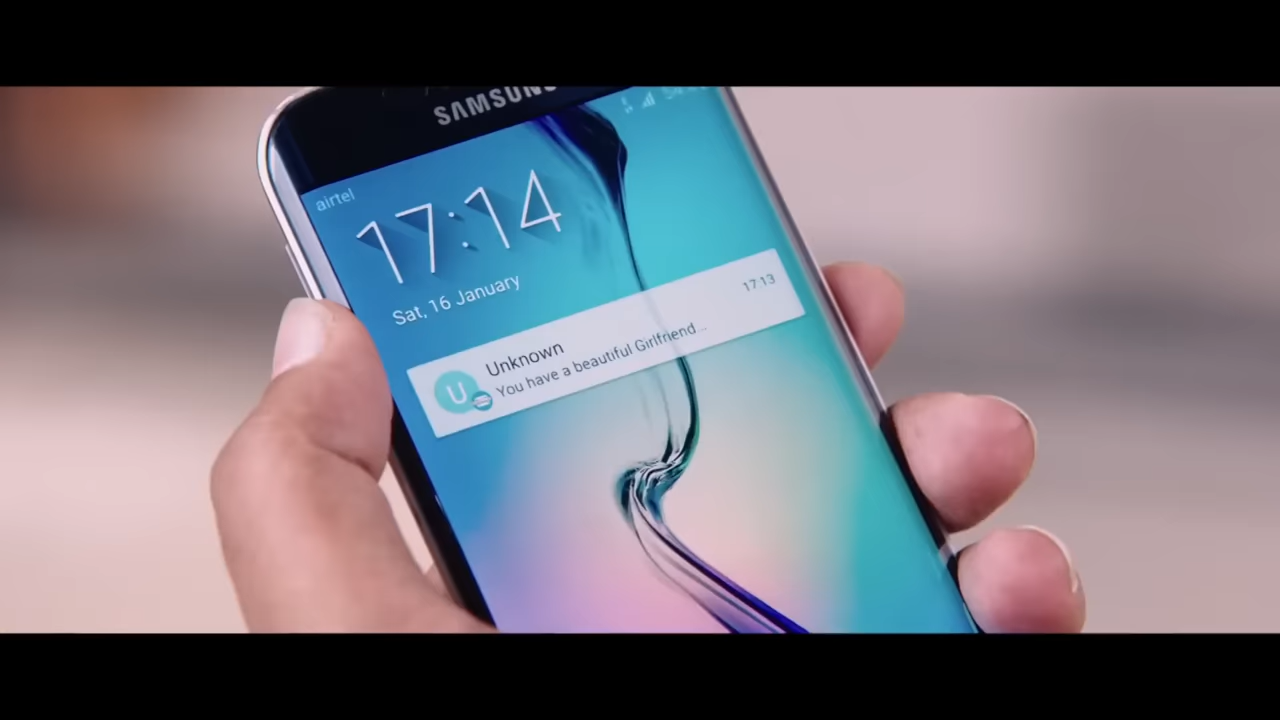 SAMSUNG
airtel
17:14
Sat, 16 January
17:13
Unknown
U
You have a beautiful Girlfriend...